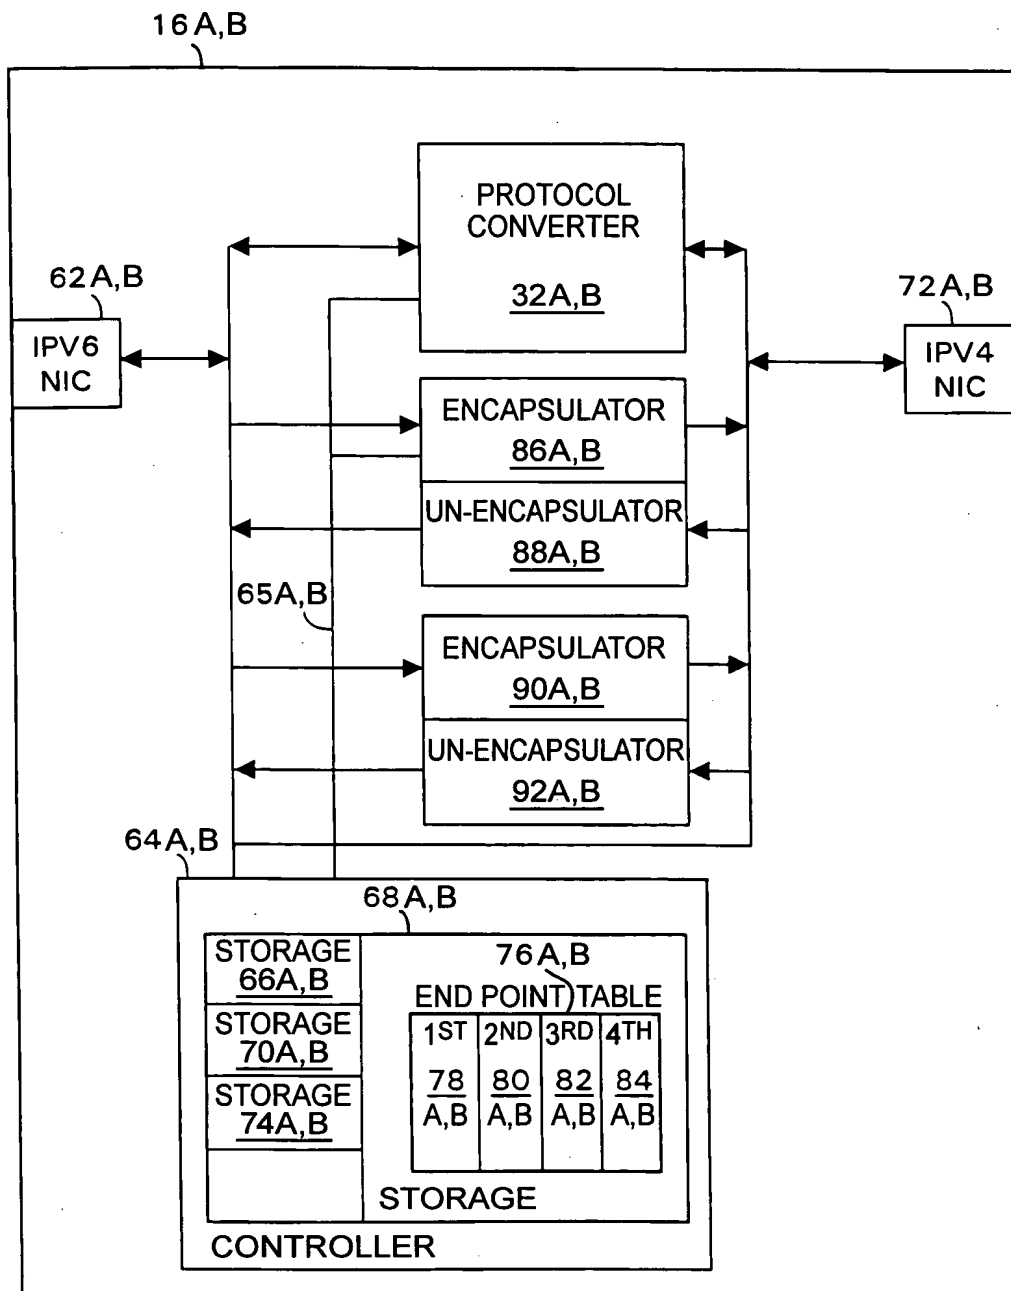 16A,B
PROTOCOL
CONVERTER
32A,B
62A,B
IPV6
NIC
72A,B
IPV4
NIC
ENCAPSULATOR
86A,B
UN-ENCAPSULATOR
88A,B
65A,B
ENCAPSULATOR
90A,B
UN-ENCAPSULATOR
92A,B
64A,B
68A,B
STORAGE
66A,B
STORAGE
70A,B
STORAGE
74A,B
76A,B
END POINT TABLE
1ST 2ND 3RD 4TH
78 80 82 84
A,B A,B A,B A,B
STORAGE
CONTROLLER